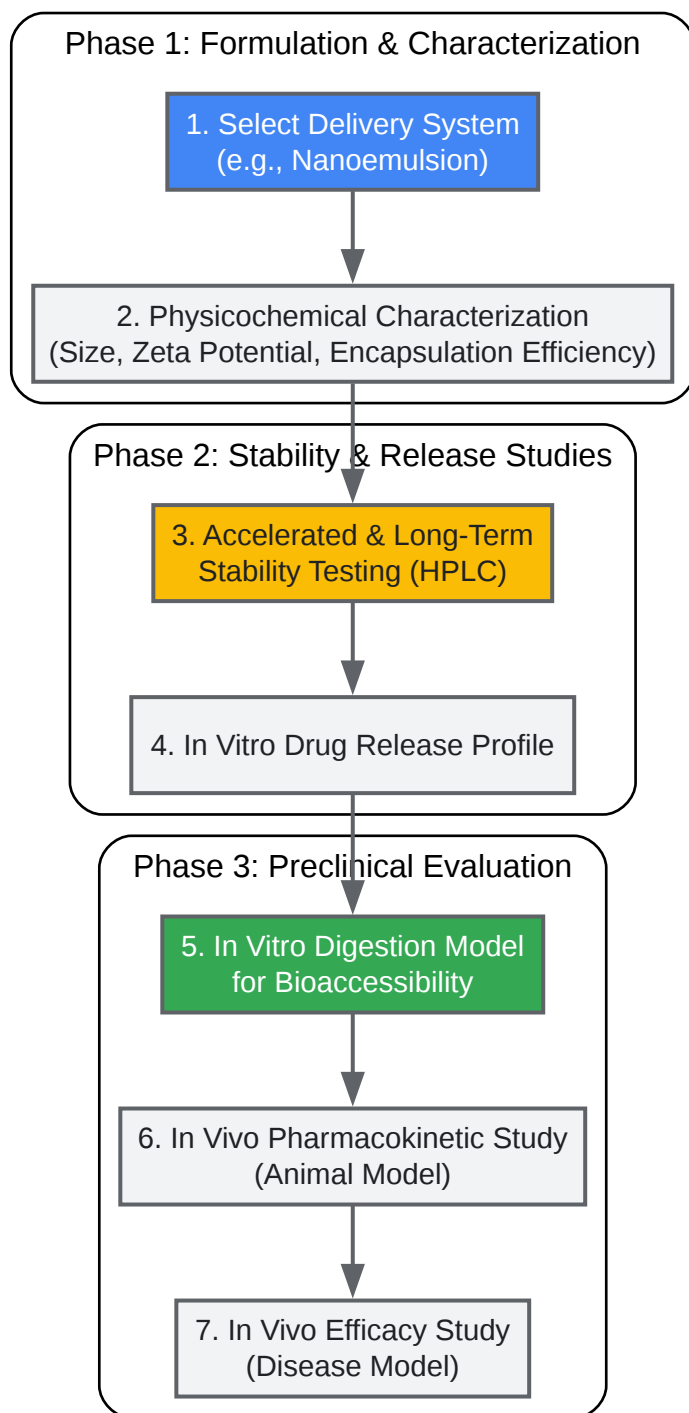 Phase 1: Formulation & Characterization
1. Select Delivery System
(e.g., Nanoemulsion)
2. Physicochemical Characterization
(Size, Zeta Potential, Encapsulation Efficiency)
Phase 2: Stability & Release Studies
3. Accelerated & Long-Term
Stability Testing (HPLC)
4. In Vitro Drug Release Profile
Phase 3: Preclinical Evaluation
5. In Vitro Digestion Model
for Bioaccessibility
6. In Vivo Pharmacokinetic Study
(Animal Model)
7. In Vivo Efficacy Study
(Disease Model)